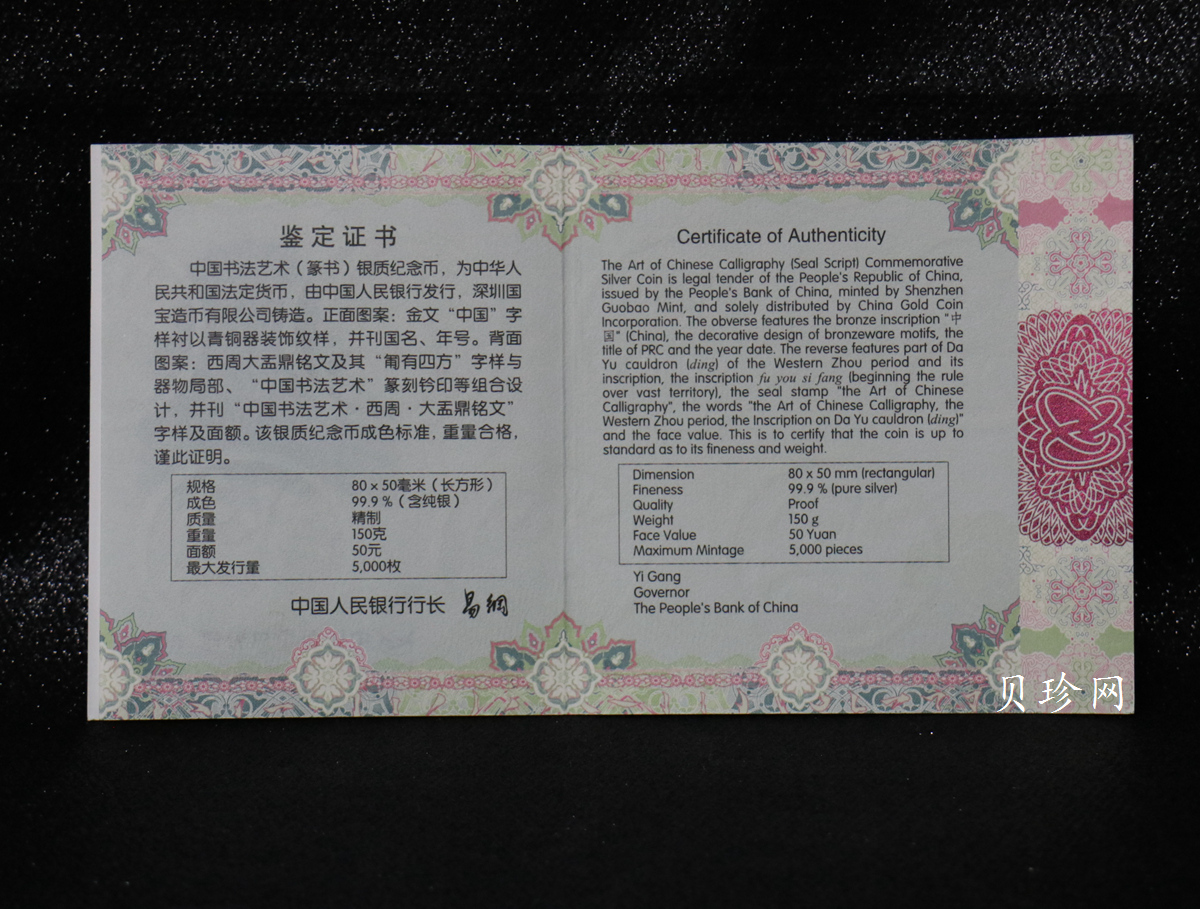 鉴定证书
中国书法艺术（篆书）银质纪念币，为中华人
民共和国法定货币，由中国人民银行发行，深圳国
宝造币有限公司铸造。正面图案：金文“中国”字
样衬以青铜器装饰纹样，并刊国名、年号。背面
图案：西周大盂鼎铭文及其“匍有四方”字样与
器物局部、“中国书法艺术”篆刻钤印等组合设
计，并刊“中国书法艺术·西周·大盂鼎铭文”
字样及面额。该银质纪念币成色标准，重量合格，
谨此证明。
规格 80×50毫米（长方形）
成色 99.9％（含纯银）
质量 精制
重量 150克
面额 50元
最大发行量 5,000枚
中国人民银行行长 易纲
Certificate of Authenticity
The Art of Chinese Calligraphy (Seal Script) Commemorative
Silver Coin is legal tender of the People's Republic of China,
issued by the People's Bank of China, minted by Shenzhen
Guobao Mint, and solely distributed by China Gold Coin
Incorporation. The obverse features the bronze inscription "中
国" (China), the decorative design of bronzeware motifs, the
title of PRC and the year date. The reverse features part of Da
Yu cauldron (ding) of the Western Zhou period and its
inscription, the inscription fu you si fang (beginning the rule
over vast territory), the seal stamp "the Art of Chinese
Calligraphy", the words "the Art of Chinese Calligraphy, the
Western Zhou period, the Inscription on Da Yu cauldron (ding)"
and the face value. This is to certify that the coin is up to
standard as to its fineness and weight.
Dimension 80 x 50 mm (rectangular)
Fineness 99.9 % (pure silver)
Quality Proof
Weight 150 g
Face Value 50 Yuan
Maximum Mintage 5,000 pieces
Yi Gang
Governor
The People's Bank of China
贝珍网